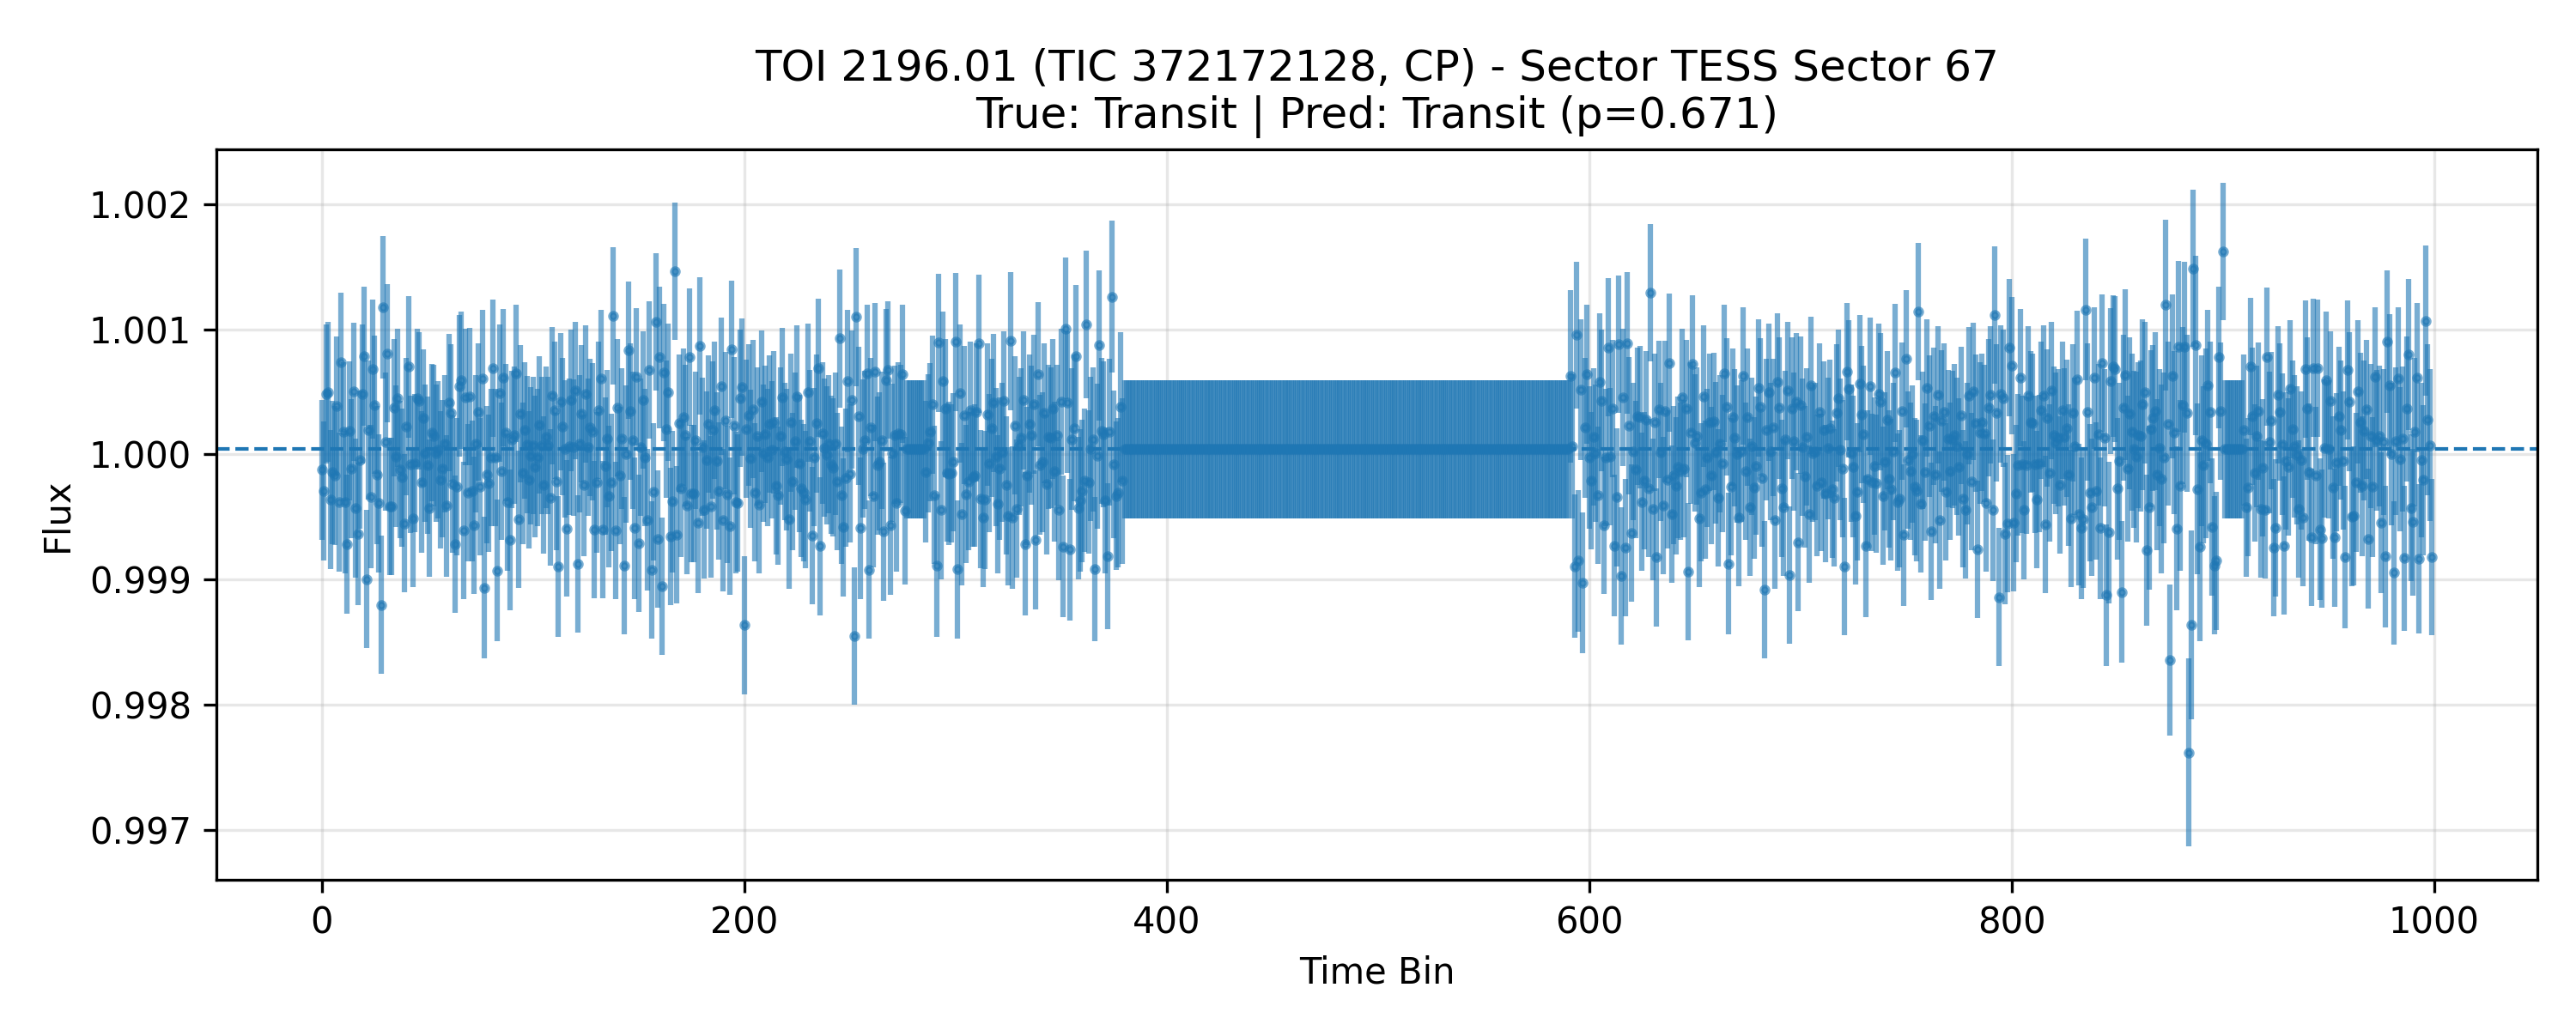 TOI 2196.01 (TIC 372172128, CP) - Sector TESS Sector 67
True: Transit | Pred: Transit (p=0.671)
1.002
1.001
1.000
0.999
0.998
0.997
Flux
0 200 400 600 800 1000
Time Bin